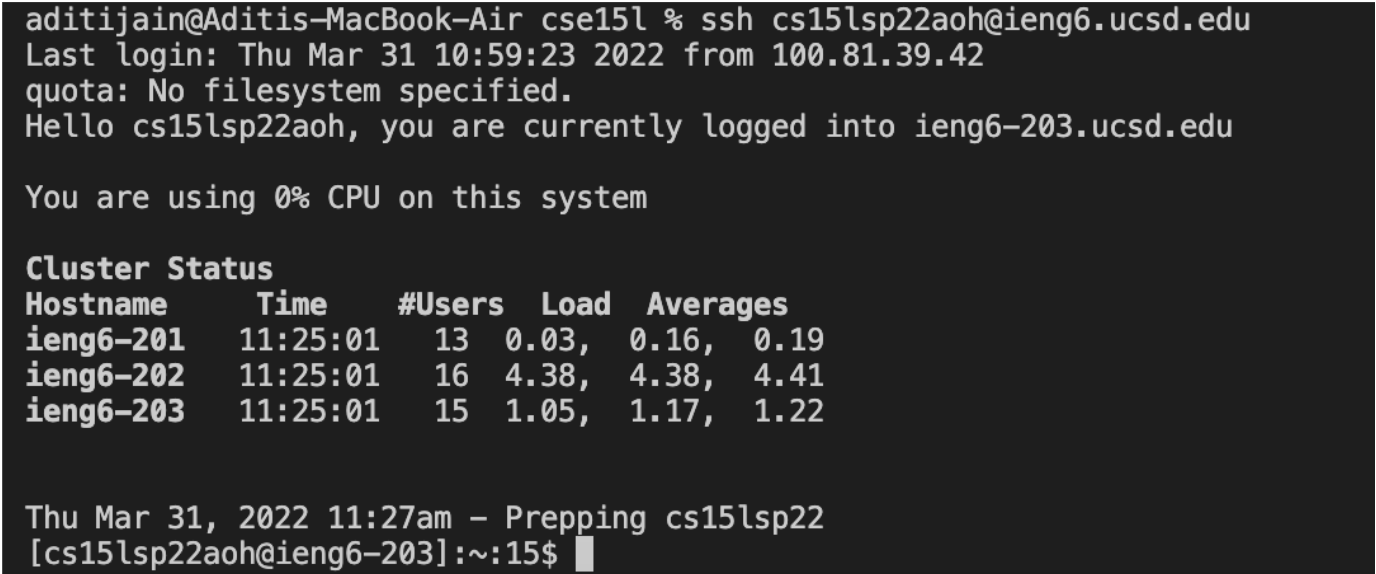 aditijain@Aditis-MacBook-Air cse15l % ssh cs15lsp22aoh@ieng6.ucsd.edu
Last login: Thu Mar 31 10:59:23 2022 from 100.81.39.42
quota: No filesystem specified.
Hello cs15lsp22aoh, you are currently logged into ieng6-203.ucsd.edu
You are using 0% CPU on this system
Cluster Status
Hostname     Time    #Users  Load  Averages
ieng6-201   11:25:01   13  0.03,  0.16,  0.19
ieng6-202   11:25:01   16  4.38,  4.38,  4.41
ieng6-203   11:25:01   15  1.05,  1.17,  1.22
Thu Mar 31, 2022 11:27am - Prepping cs15lsp22
[cs15lsp22aoh@ieng6-203]:~:15$